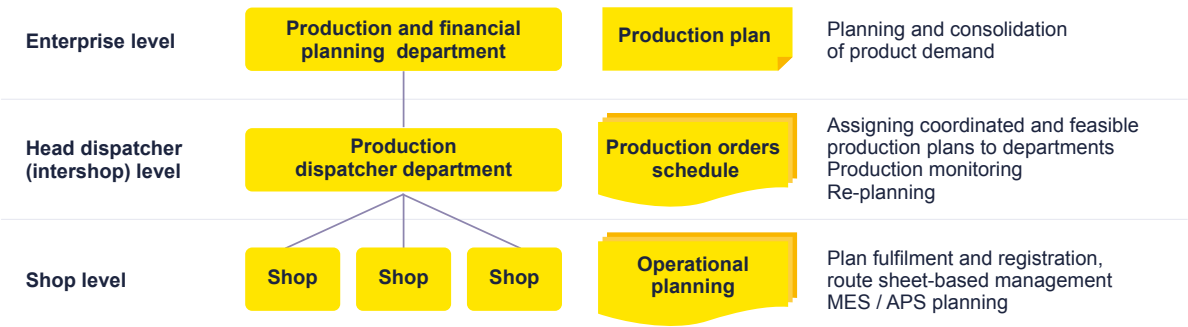 Enterprise level
Production and financial
planning department
Production plan
Planning and consolidation
of product demand
Head dispatcher
(intershop) level
Production
dispatcher department
Production orders
schedule
Assigning coordinated and feasible
production plans to departments
Production monitoring
Re-planning
Shop level
Shop
Shop
Shop
Operational
planning
Plan fulfilment and registration,
route sheet-based management
MES / APS planning